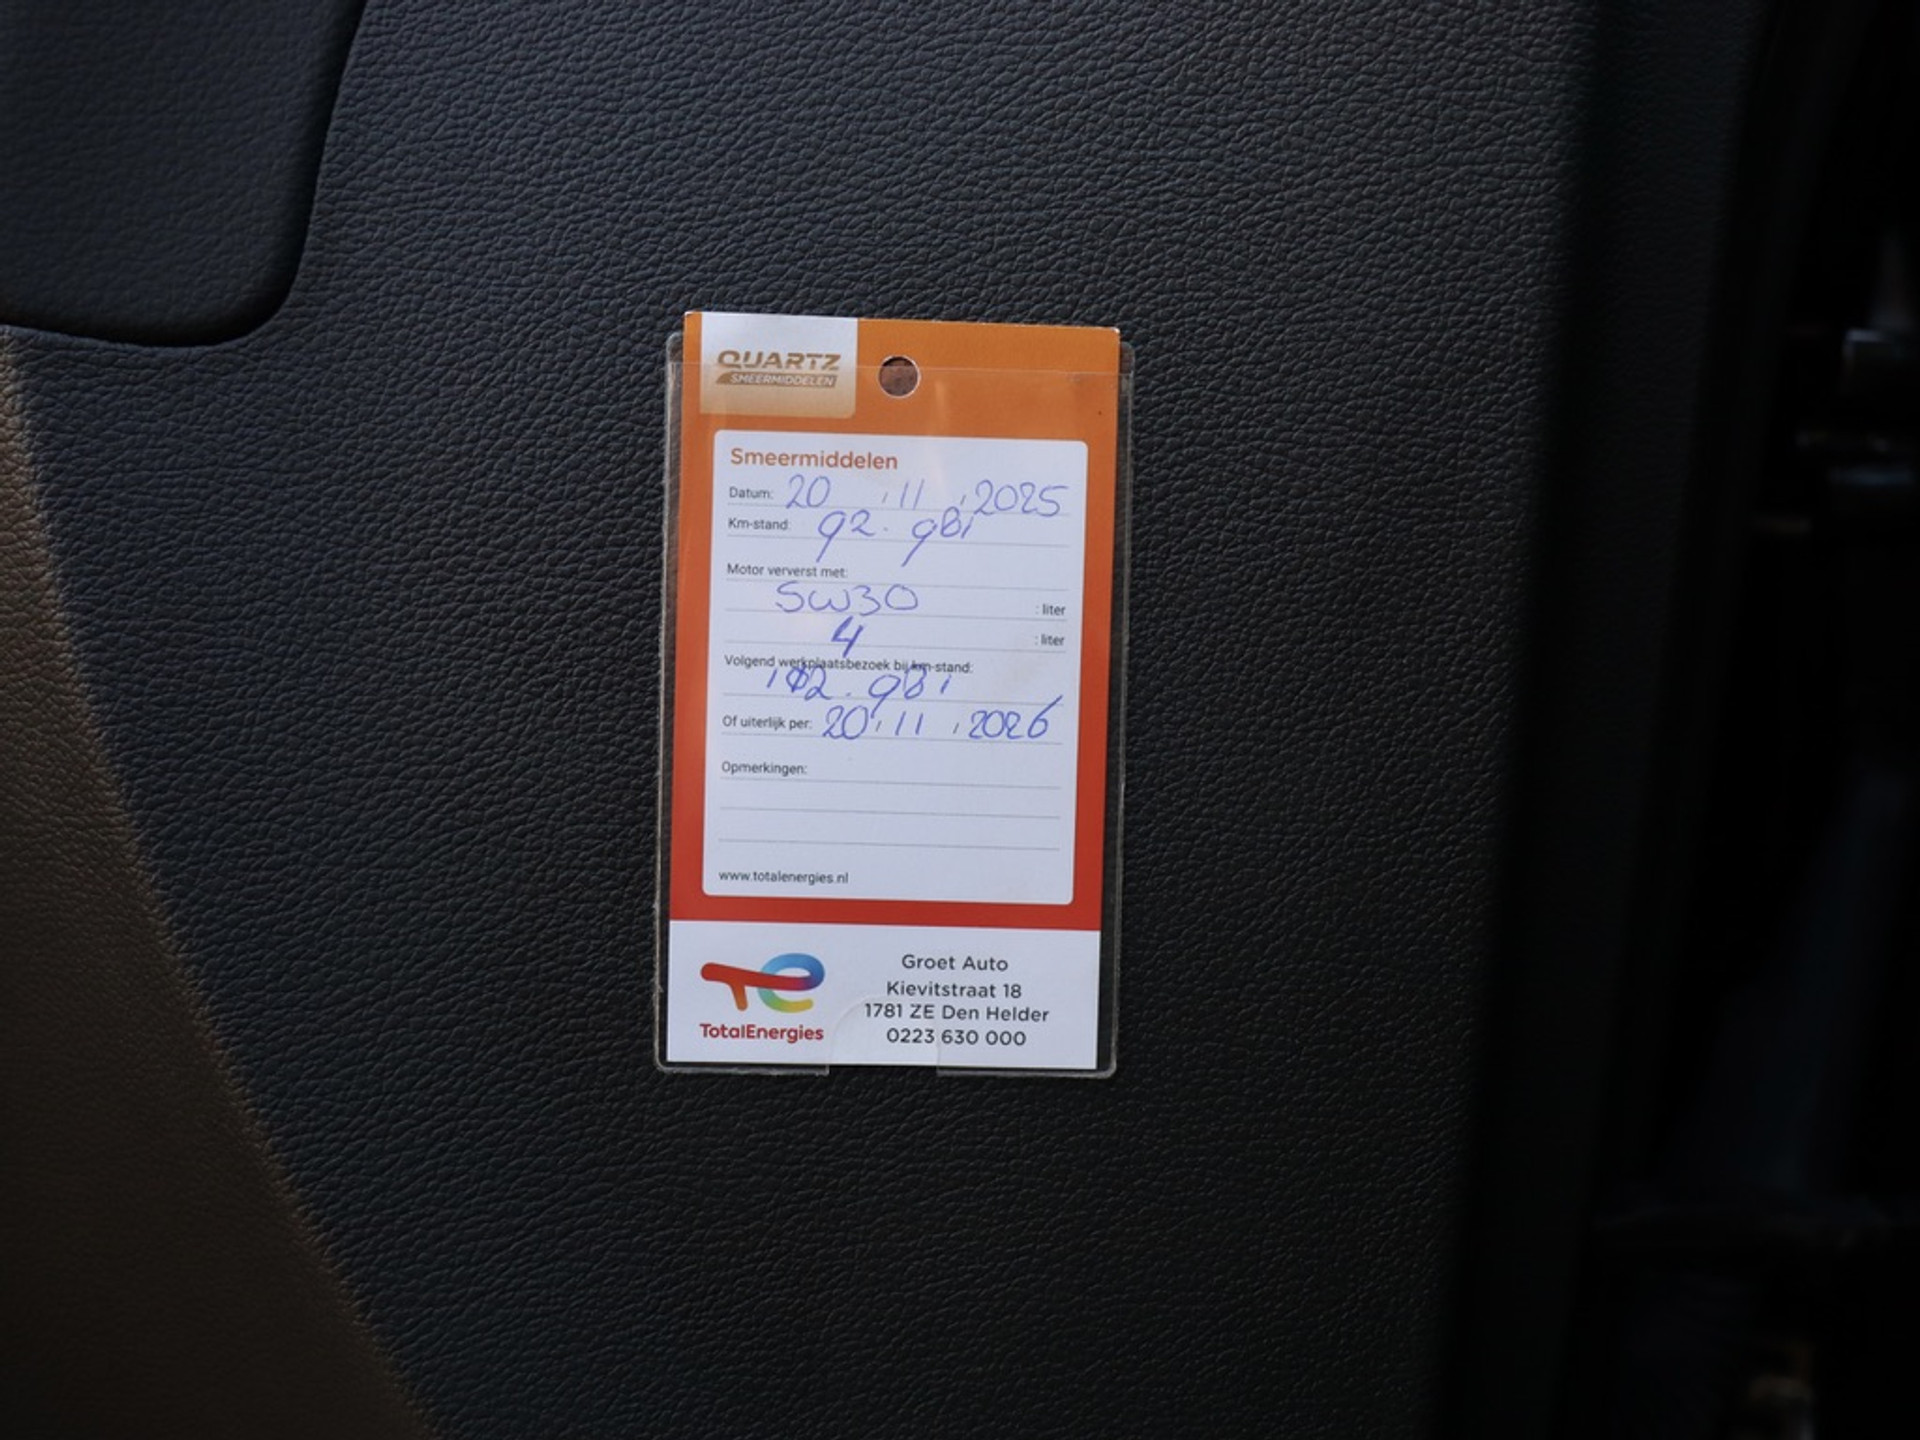 QUARTZ
SMEERMIDDELEN
Smeermiddelen
Datum: 20 , 11 , 2025
Km-stand: 92.981
Motor ververst met:
5W30 : liter
4 : liter
Volgend werkplaatsbezoek bij km-stand:
102.981
Of uiterlijk per: 20 , 11 , 2026
Opmerkingen:
www.totalenergies.nl
TotalEnergies
Groet Auto
Kievitstraat 18
1781 ZE Den Helder
0223 630 000